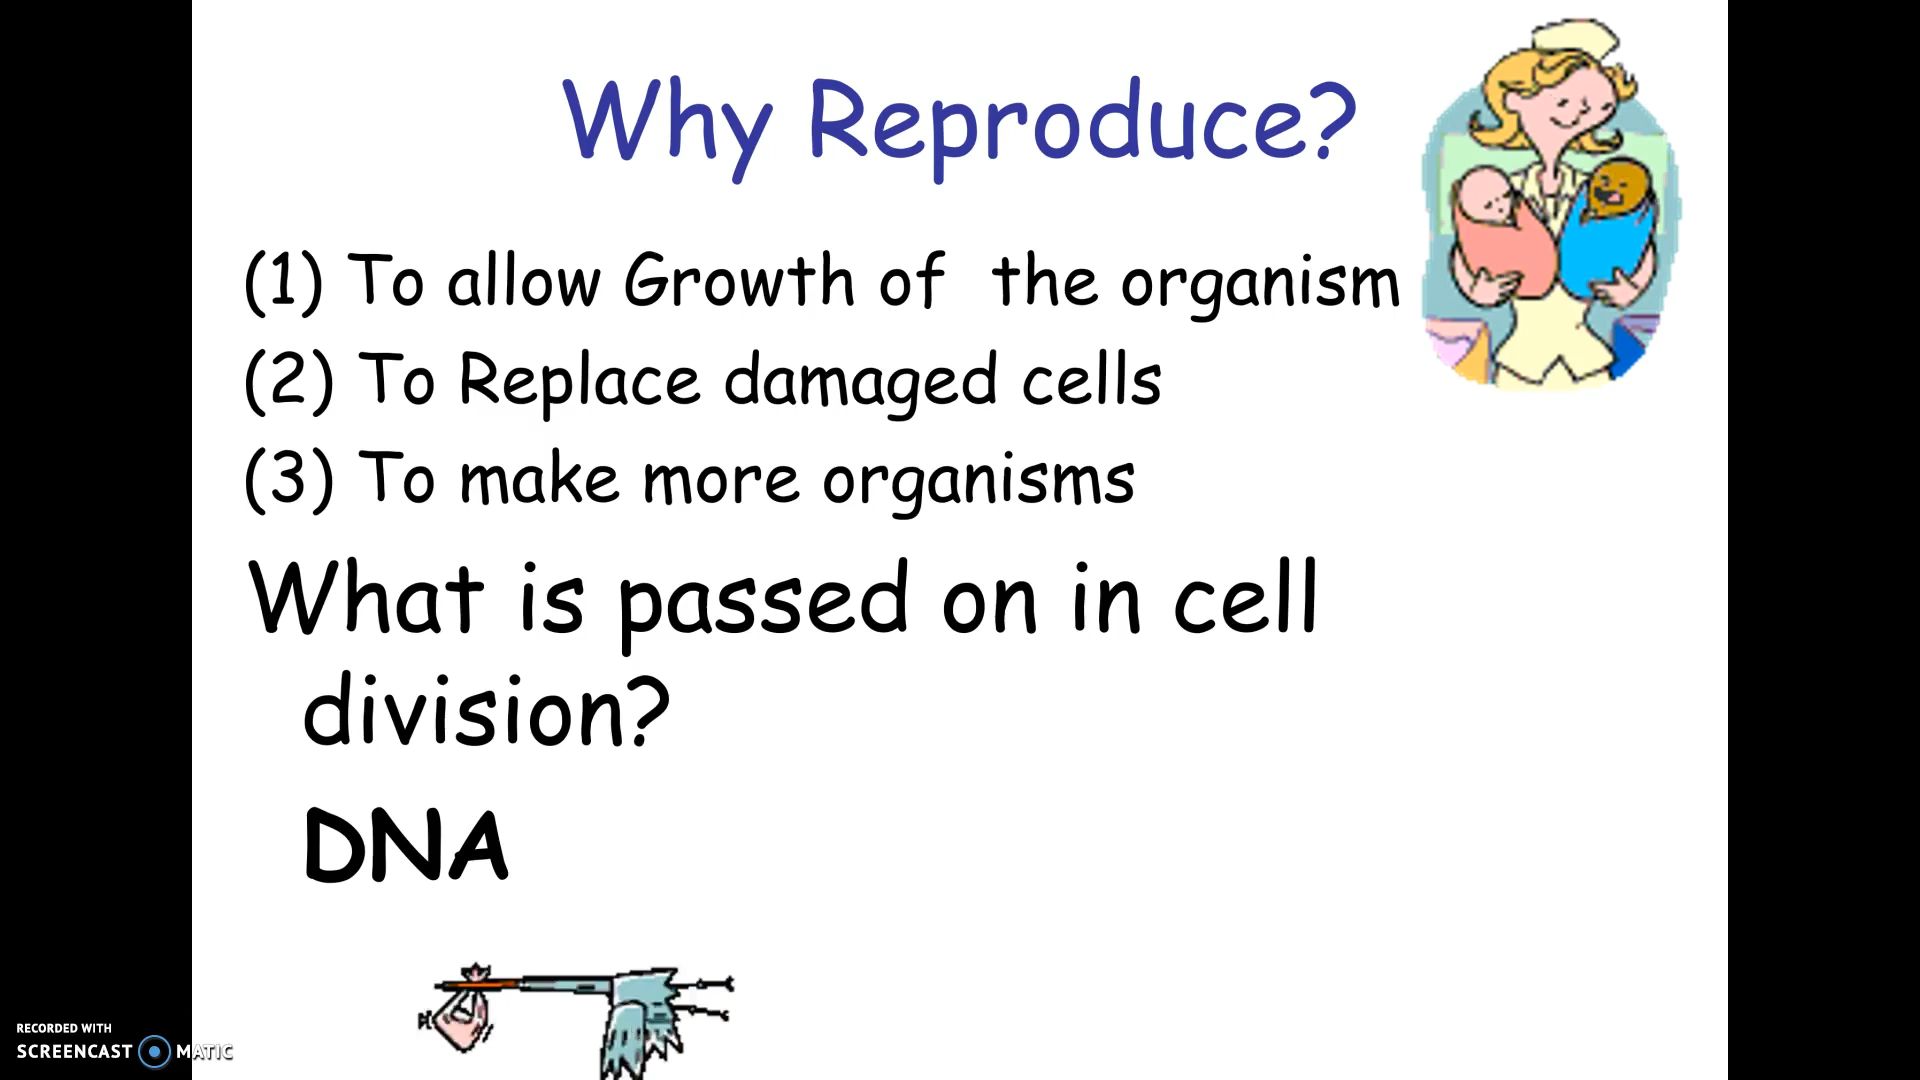 Why Reproduce?
(1) To allow Growth of  the organism
(2) To Replace damaged cells
(3) To make more organisms
What is passed on in cell
division?
DNA
RECORDED WITH
SCREENCAST MATIC